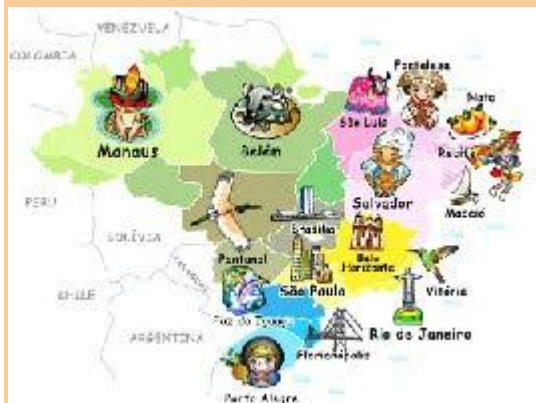 VENEZUELA
COLOMBIA
Fortaleza
São Luis
Natal
Manaus
Belém
Recife
PERU
Salvador
Maceió
Brasília
BOLÍVIA
Belo
Horizonte
Pantanal
São Paulo
Vitória
CHILE
Foz do Iguaçu
Rio de Janeiro
ARGENTINA
Florianópolis
Porto Alegre